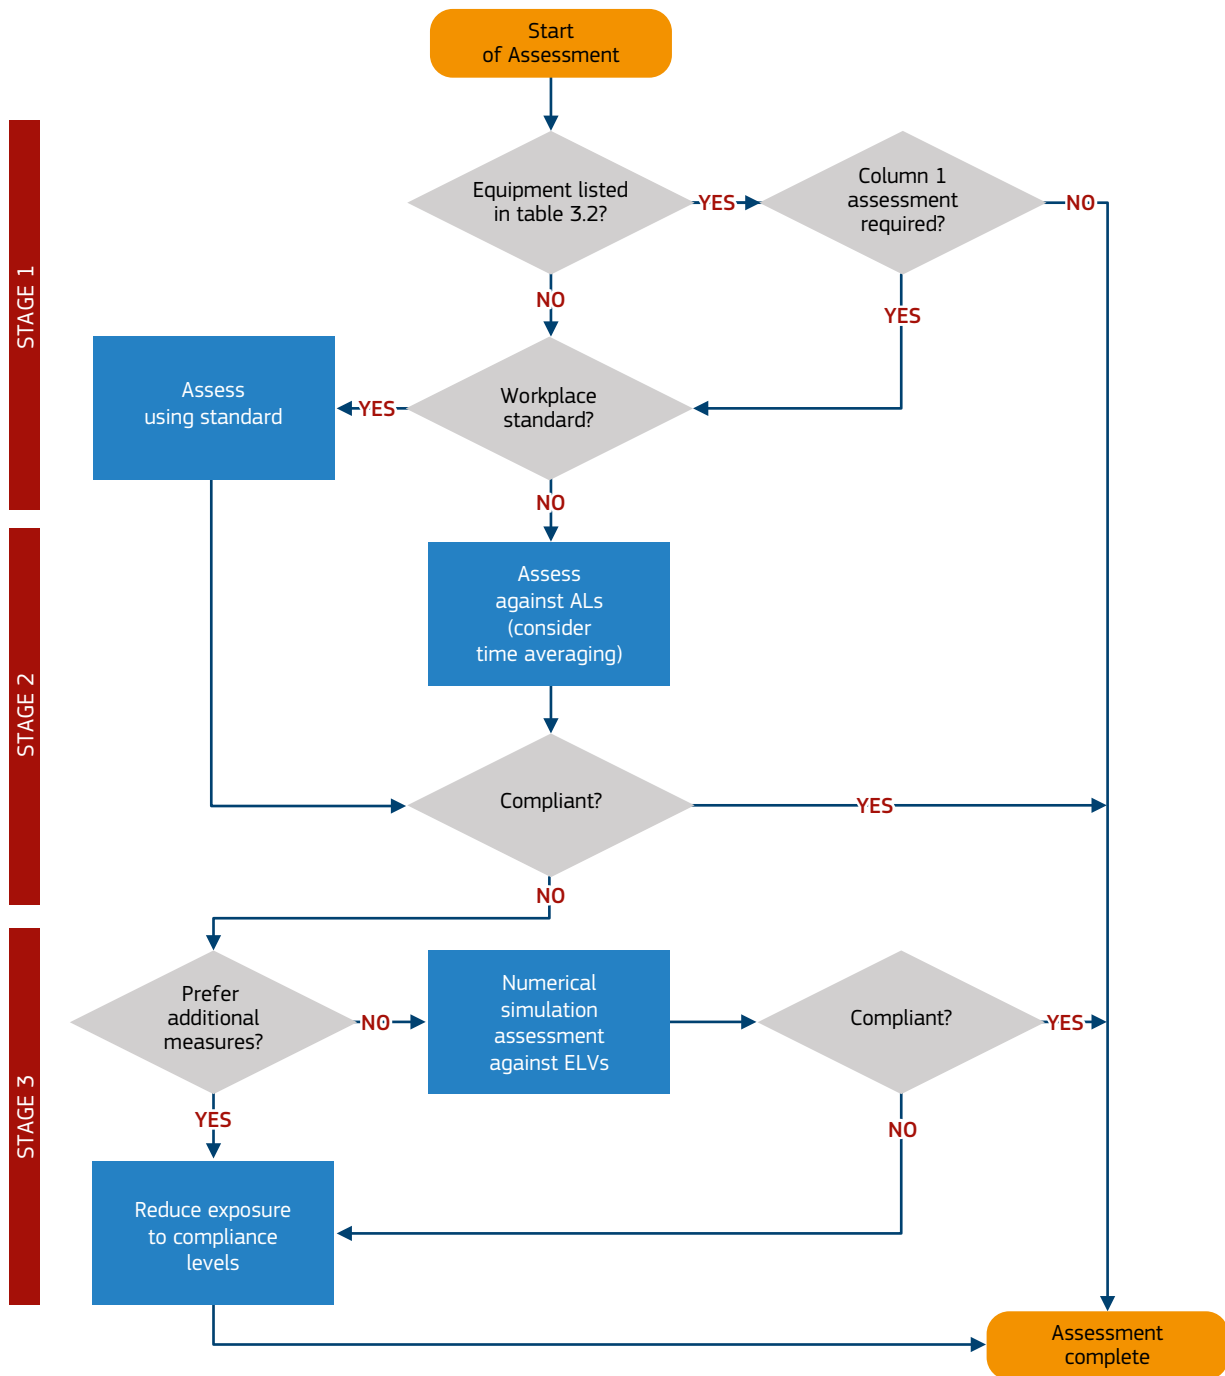 Start
of Assessment
STAGE 1
Equipment listed
in table 3.2?
YES
Column 1
assessment
required?
NO
NO
YES
Assess
using standard
YES
Workplace
standard?
NO
STAGE 2
Assess
against ALs
(consider
time averaging)
Compliant?
YES
NO
STAGE 3
Prefer
additional
measures?
NO
Numerical
simulation
assessment
against ELVs
Compliant?
YES
YES
NO
Reduce exposure
to compliance
levels
Assessment
complete